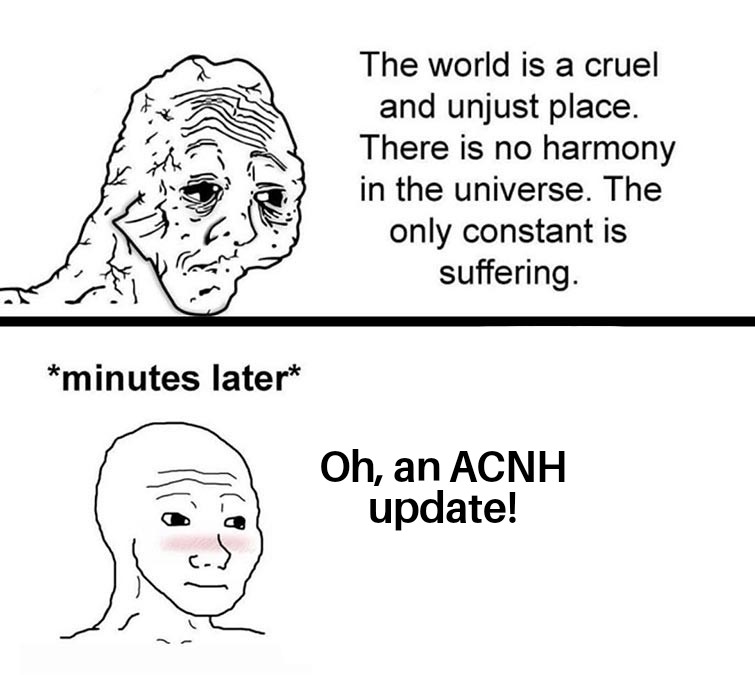 The world is a cruel
and unjust place.
There is no harmony
in the universe. The
only constant is
suffering.
*minutes later*
Oh, an ACNH
update!